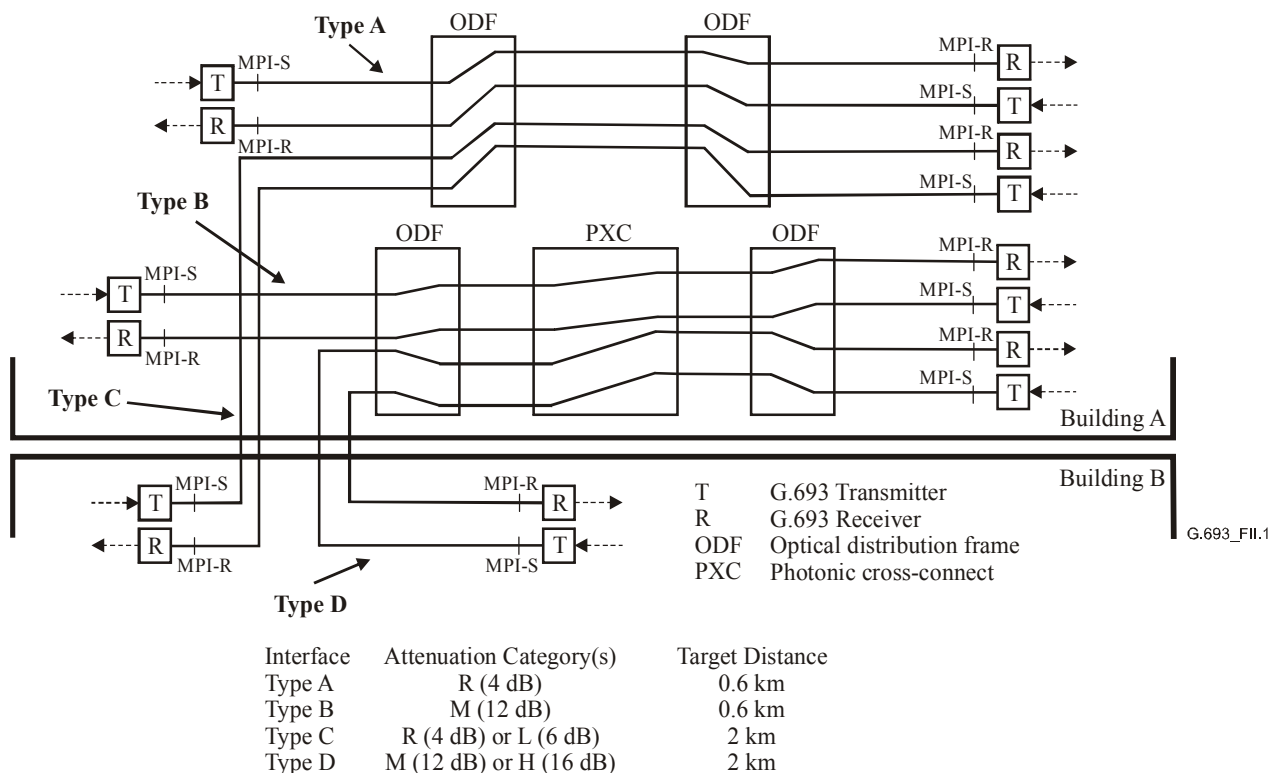 Type A
ODF
ODF
MPI-S
T
MPI-R
R
R
MPI-R
MPI-S
T
MPI-R
R
MPI-S
T
Type B
ODF
PXC
ODF
MPI-S
T
MPI-R
R
R
MPI-R
MPI-S
T
MPI-R
R
MPI-S
T
Type C
Building A
Building B
MPI-S
T
R
MPI-R
MPI-R
R
MPI-S
T
Type D
T G.693 Transmitter
R G.693 Receiver
ODF Optical distribution frame
PXC Photonic cross-connect
G.693_FII.1
Interface Attenuation Category(s) Target Distance
Type A R (4 dB) 0.6 km
Type B M (12 dB) 0.6 km
Type C R (4 dB) or L (6 dB) 2 km
Type D M (12 dB) or H (16 dB) 2 km